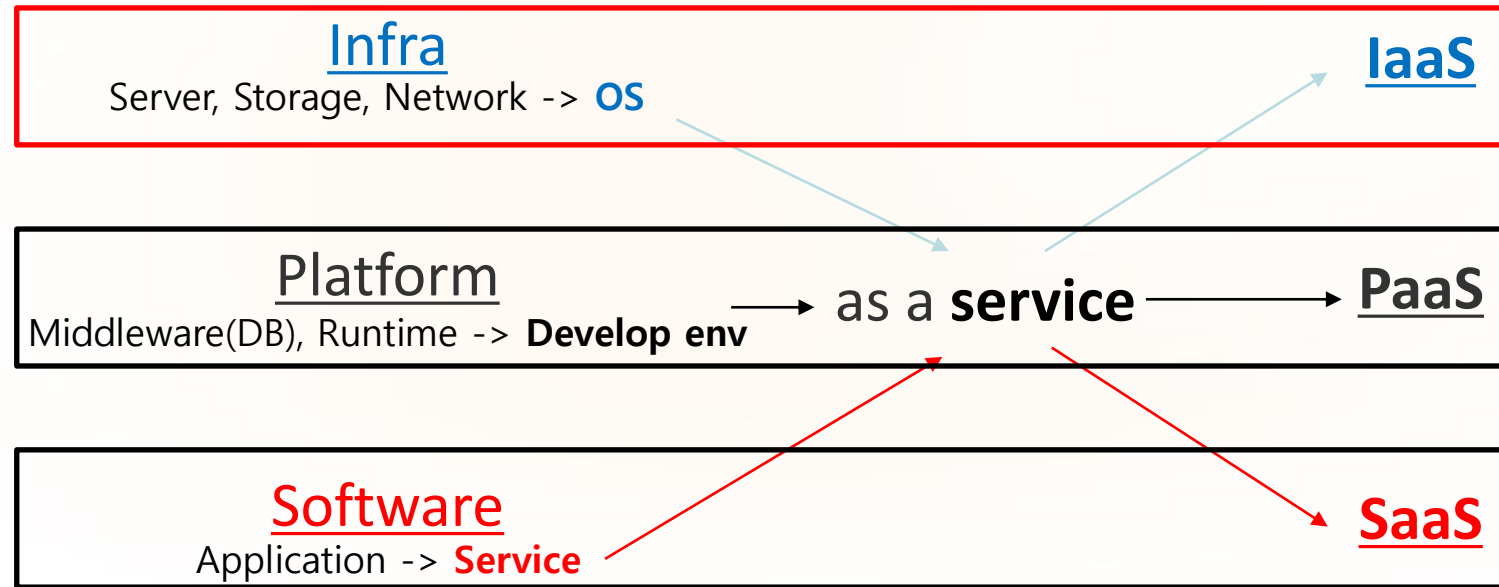 Infra
IaaS
Server, Storage, Network -> OS
Platform
as a service
PaaS
Middleware(DB), Runtime -> Develop env
Software
SaaS
Application -> Service